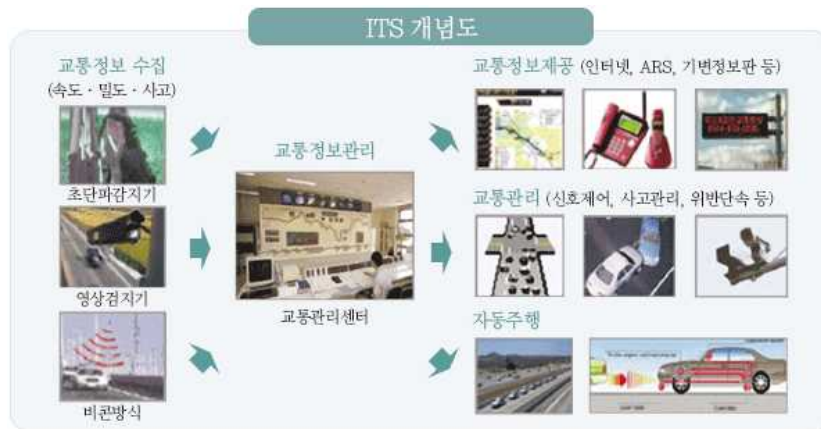 ITS 개념도
교통정보 수집
(속도 · 밀도 · 사고)
초단파감지기
영상검지기
비콘방식
교통정보관리
교통관리센터
교통정보제공 (인터넷, ARS, 기변정보판 등)
교통관리 (신호제어, 사고관리, 위반단속 등)
자동주행